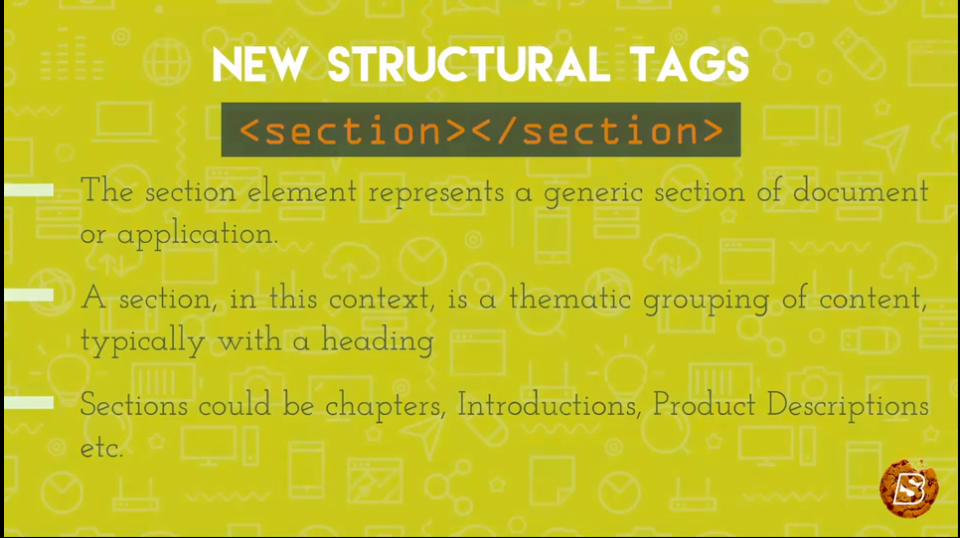 NEW STRUCTURAL TAGS
<section></section>
The section element represents a generic section of document
or application.
A section, in this context, is a thematic grouping of content,
typically with a heading
Sections could be chapters, Introductions, Product Descriptions
etc.